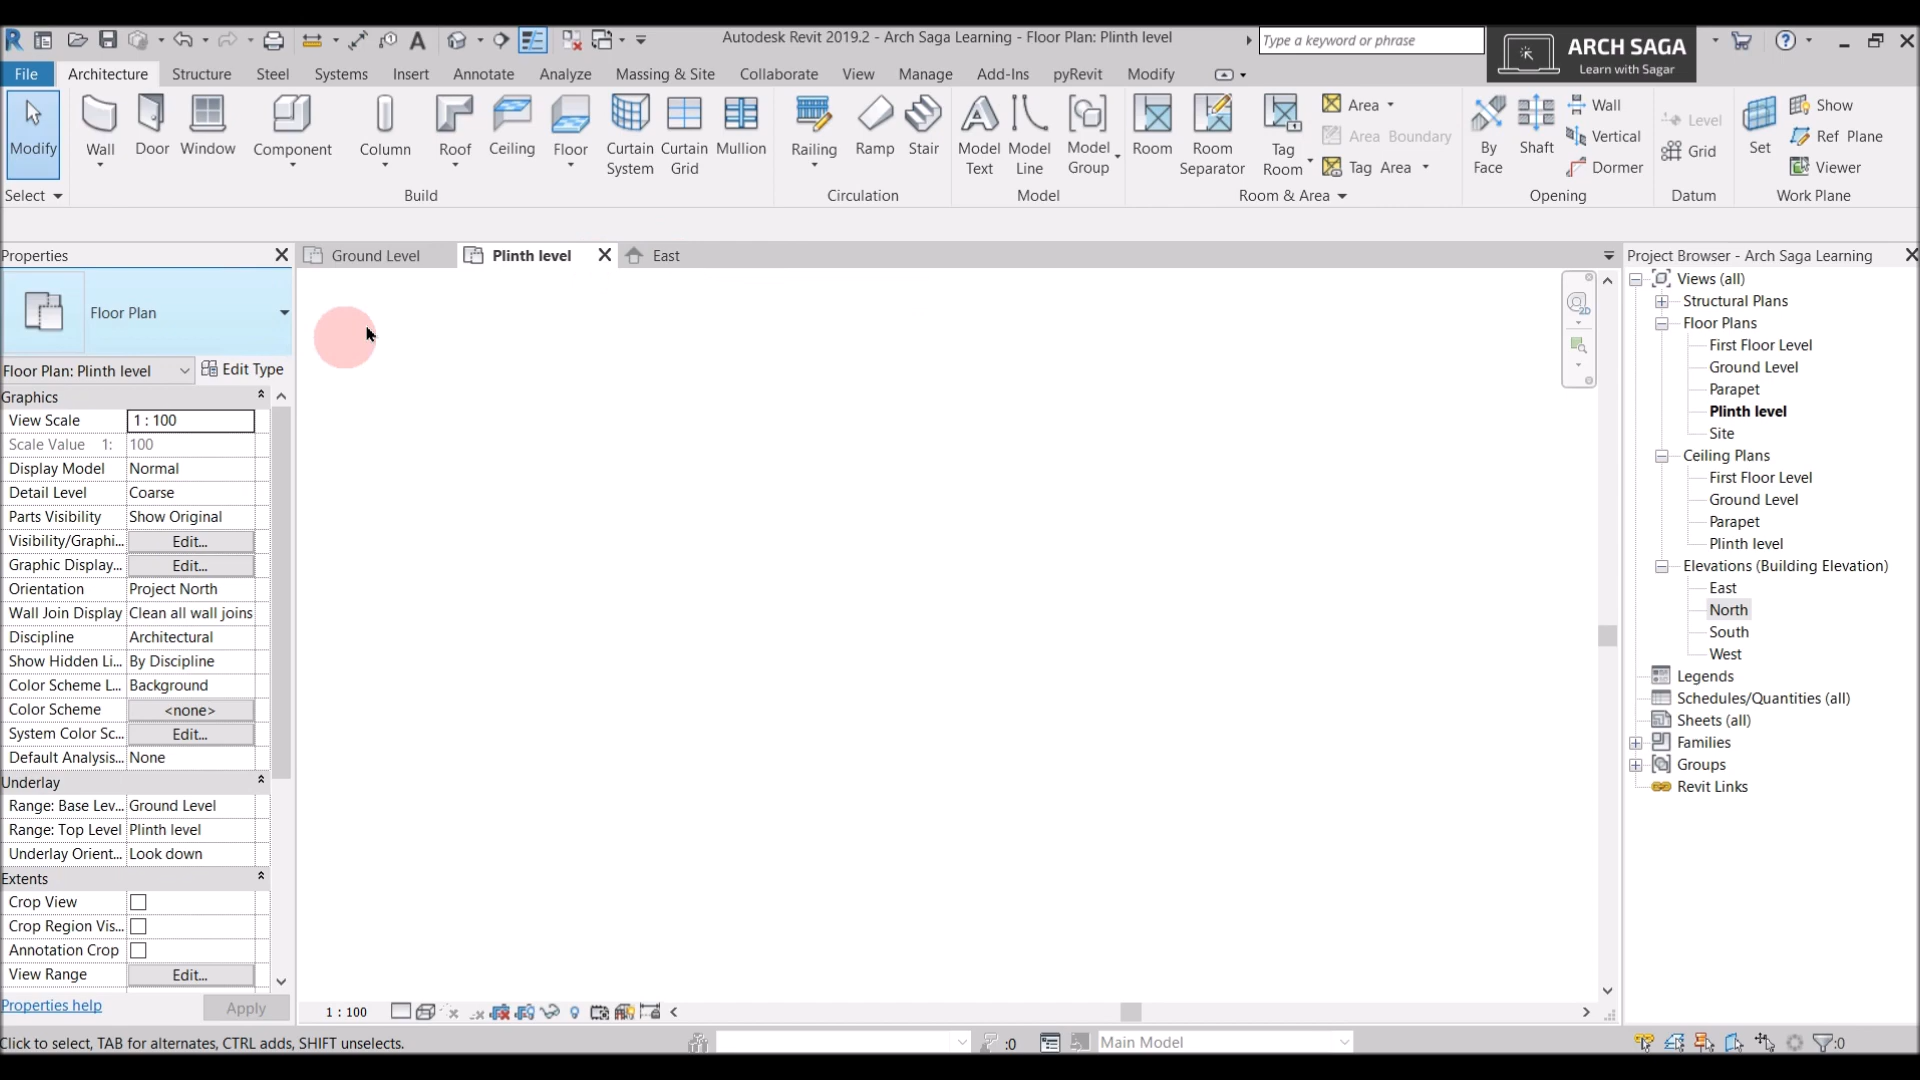 Autodesk Revit 2019.2 - Arch Saga Learning - Floor Plan: Plinth level
Type a keyword or phrase
ARCH SAGA
Learn with Sagar
File Architecture Structure Steel Systems Insert Annotate Analyze Massing & Site Collaborate View Manage Add-Ins pyRevit Modify
Modify Wall Door Window Component Column Roof Ceiling Floor Curtain System Curtain Grid Mullion Railing Ramp Stair Model Text Model Line Model Group Room Room Separator Tag Room
Area
Area Boundary
Tag Area
By Face Shaft
Wall
Vertical
Dormer
Level
Grid
Set
Show
Ref Plane
Viewer
Select Build Circulation Model Room & Area Opening Datum Work Plane
Properties
Ground Level Plinth level East
Floor Plan
Floor Plan: Plinth level Edit Type
Graphics
View Scale 1 : 100
Scale Value 1: 100
Display Model Normal
Detail Level Coarse
Parts Visibility Show Original
Visibility/Graphi... Edit...
Graphic Display... Edit...
Orientation Project North
Wall Join Display Clean all wall joins
Discipline Architectural
Show Hidden Li... By Discipline
Color Scheme L... Background
Color Scheme <none>
System Color Sc... Edit...
Default Analysis... None
Underlay
Range: Base Lev... Ground Level
Range: Top Level Plinth level
Underlay Orient... Look down
Extents
Crop View
Crop Region Vis...
Annotation Crop
View Range Edit...
Properties help Apply
2D
Project Browser - Arch Saga Learning
Views (all)
Structural Plans
Floor Plans
First Floor Level
Ground Level
Parapet
Plinth level
Site
Ceiling Plans
First Floor Level
Ground Level
Parapet
Plinth level
Elevations (Building Elevation)
East
North
South
West
Legends
Schedules/Quantities (all)
Sheets (all)
Families
Groups
Revit Links
1 : 100
Click to select, TAB for alternates, CTRL adds, SHIFT unselects.
:0 Main Model :0